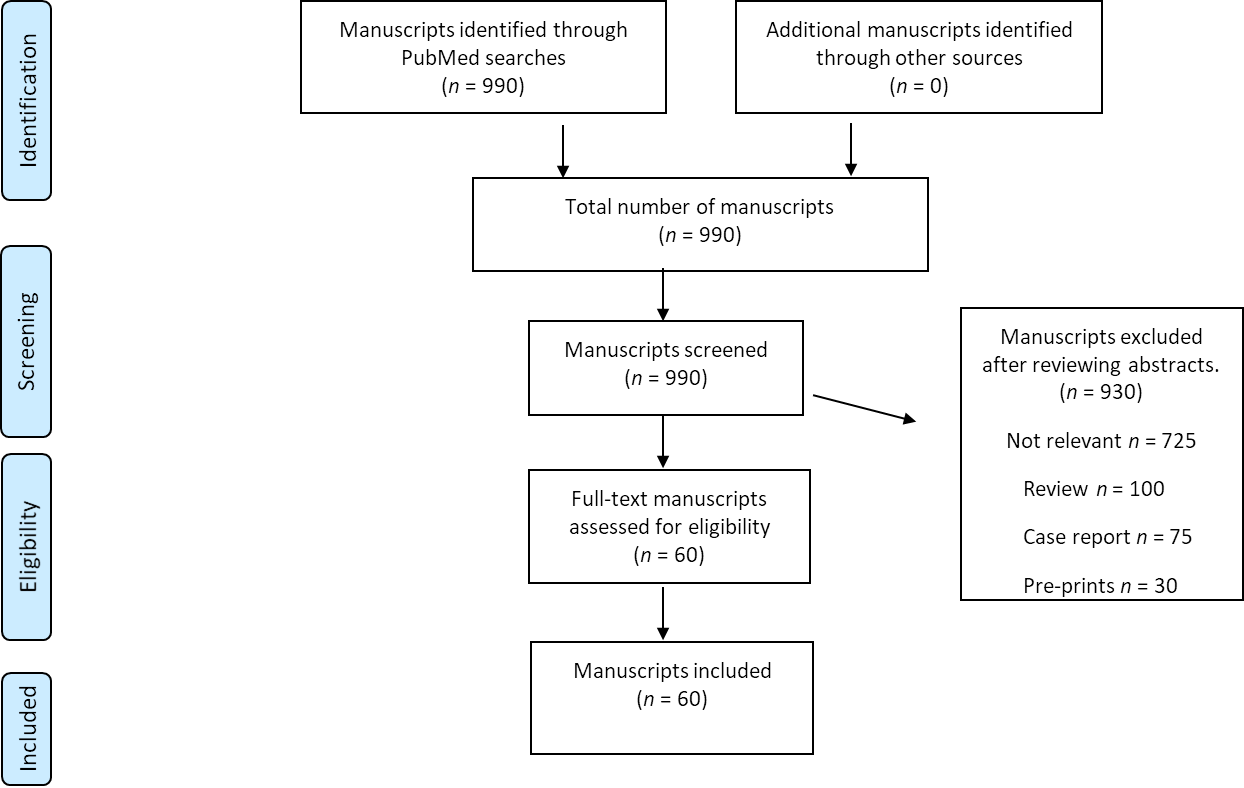 Identification
Manuscripts identified through
PubMed searches
(n = 990)
Additional manuscripts identified
through other sources
(n = 0)
Total number of manuscripts
(n = 990)
Screening
Manuscripts screened
(n = 990)
Manuscripts excluded
after reviewing abstracts.
(n = 930)
Not relevant n = 725
Review n = 100
Case report n = 75
Pre-prints n = 30
Eligibility
Full-text manuscripts
assessed for eligibility
(n = 60)
Included
Manuscripts included
(n = 60)